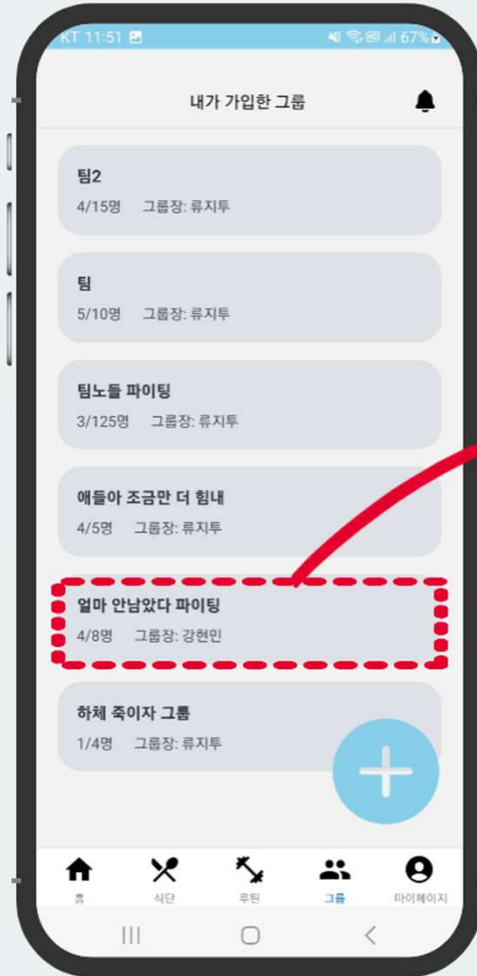 KT 11:51 67%
내가 가입한 그룹
팀2
4/15명 그룹장: 류지투
팀
5/10명 그룹장: 류지투
팀노들 파이팅
3/125명 그룹장: 류지투
애들아 조금만 더 힘내
4/5명 그룹장: 류지투
얼마 안남았다 파이팅
4/8명 그룹장: 강현민
하체 죽이자 그룹
1/4명 그룹장: 류지투
홈 식단 루틴 그룹 마이페이지